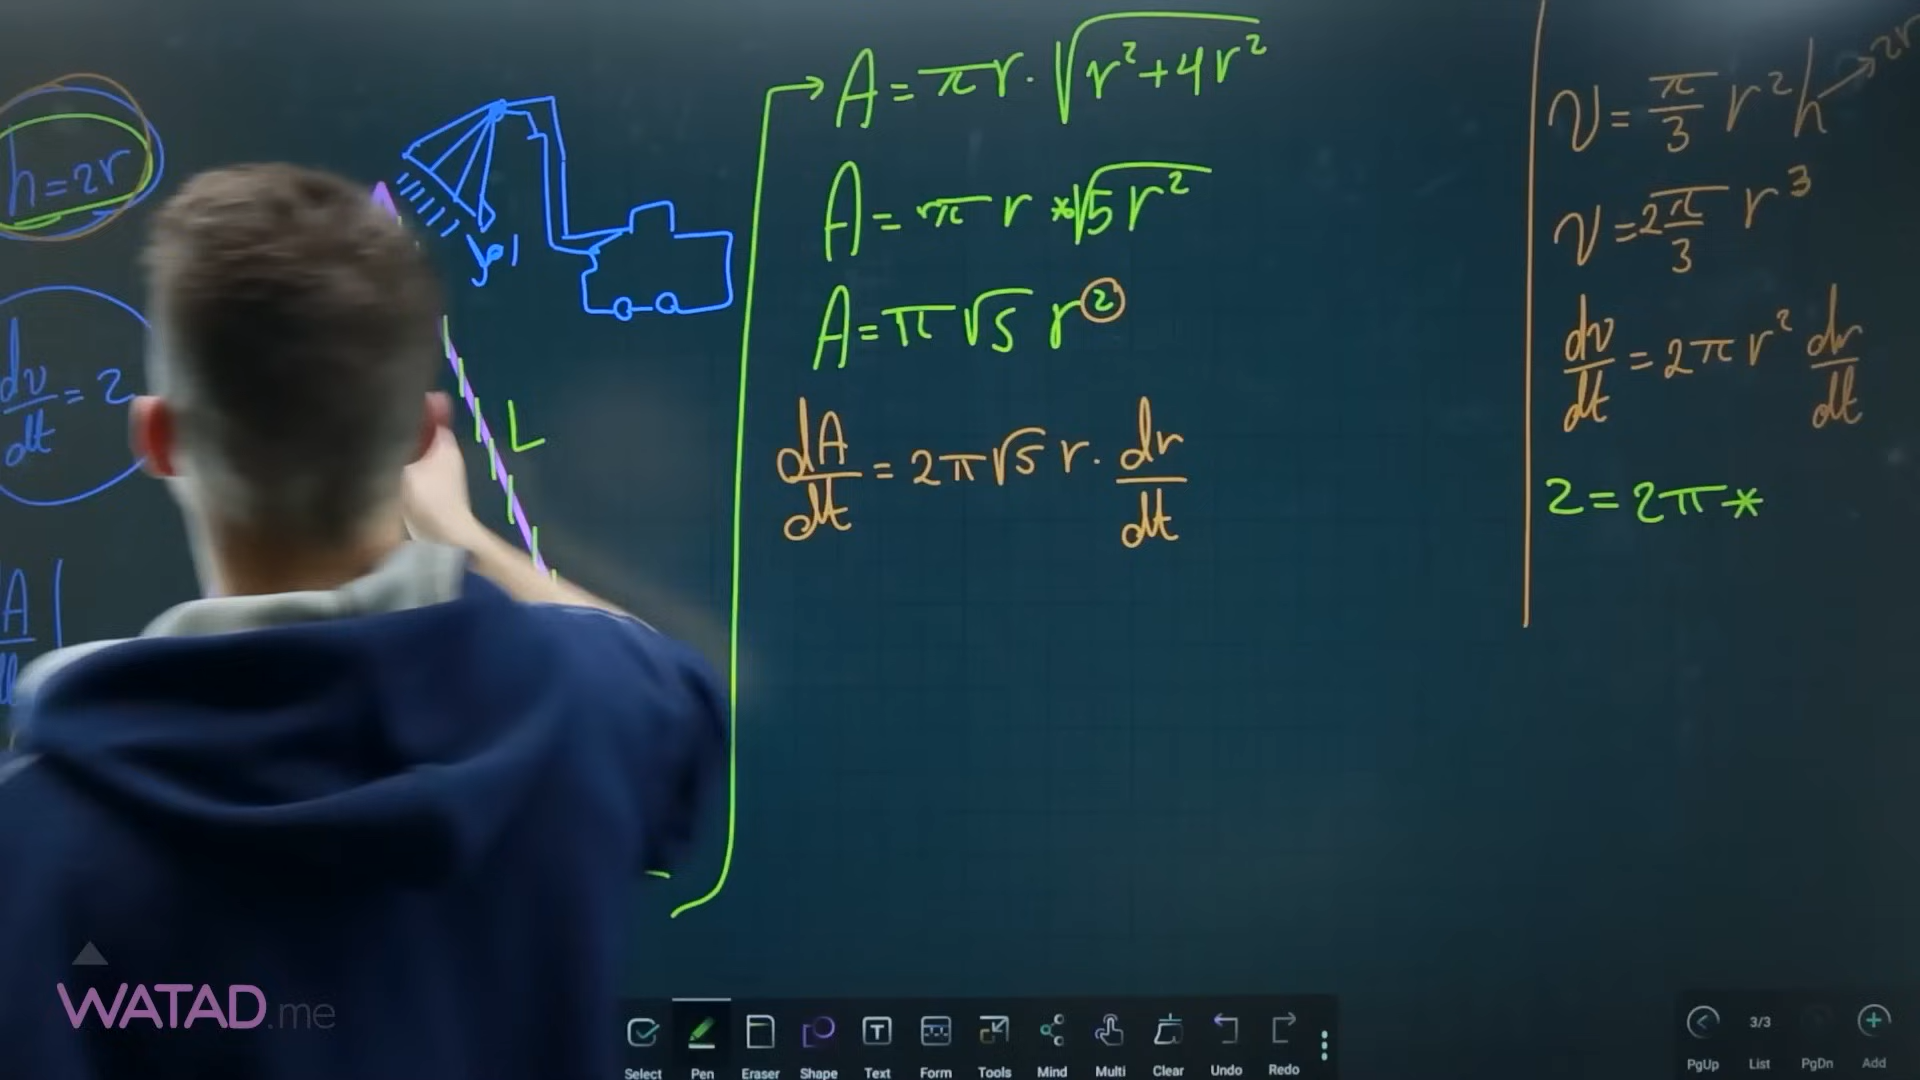 h=2r
dv/dt = 2
A
L
رمل
A = πr · √(r²+4r²)
A = π r * √(5r²)
A = π √5 r²
dA/dt = 2π√5 r · dr/dt
V = π/3 r² h → 2r
V = 2π/3 r³
dv/dt = 2πr² dr/dt
2 = 2π *
WATAD.me
Select Pen Eraser Shape Text Form Tools Mind Multi Clear Undo Redo
3/3
PgUp List PgDn Add